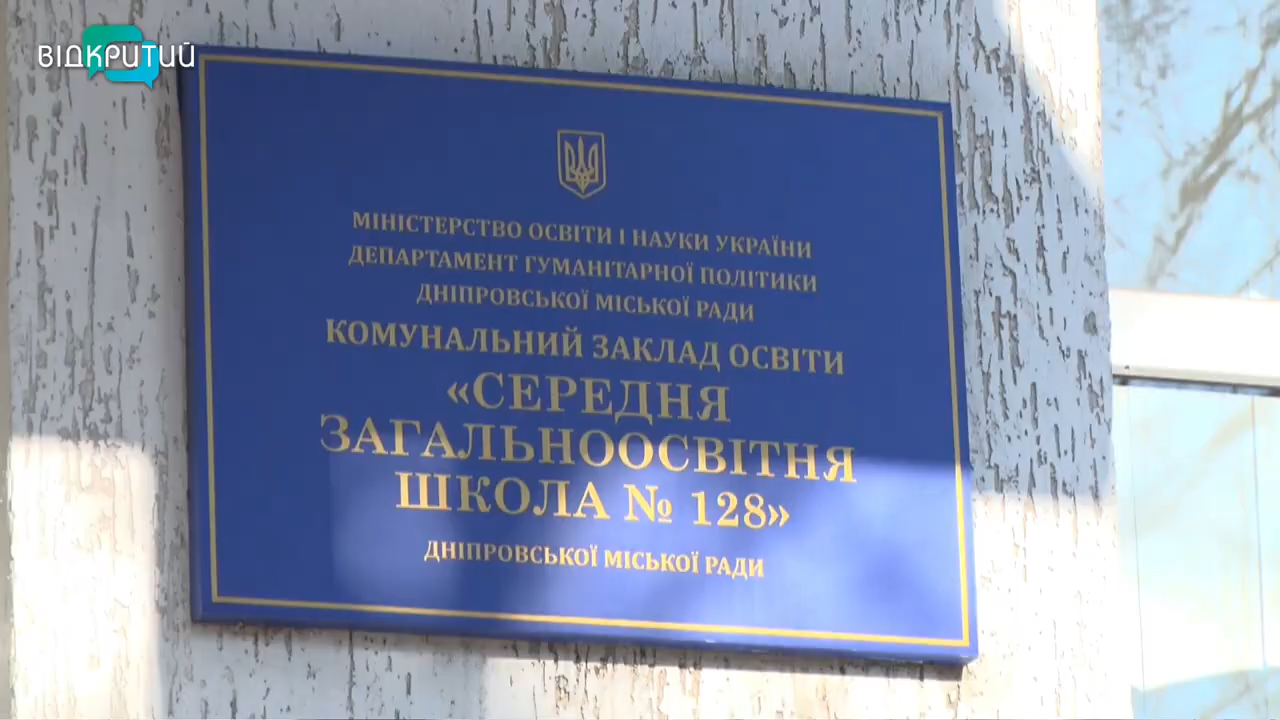 ВІДКРИТИЙ
МІНІСТЕРСТВО ОСВІТИ І НАУКИ УКРАЇНИ
ДЕПАРТАМЕНТ ГУМАНІТАРНОЇ ПОЛІТИКИ
ДНІПРОВСЬКОЇ МІСЬКОЇ РАДИ
КОМУНАЛЬНИЙ ЗАКЛАД ОСВІТИ
«СЕРЕДНЯ
ЗАГАЛЬНООСВІТНЯ
ШКОЛА № 128»
ДНІПРОВСЬКОЇ МІСЬКОЇ РАДИ